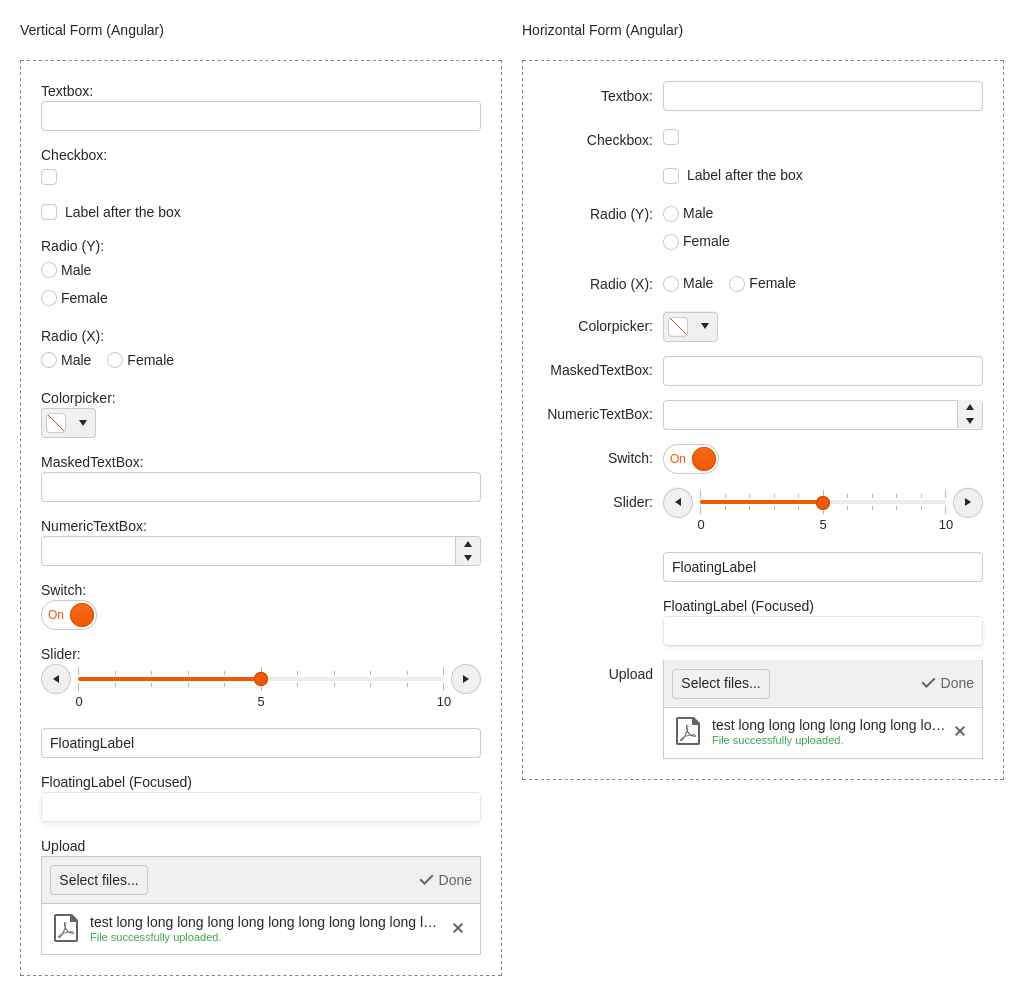 Vertical Form (Angular)
Textbox:
Checkbox:
Label after the box
Radio (Y):
Male
Female
Radio (X):
Male Female
Colorpicker:
MaskedTextBox:
NumericTextBox:
Switch:
On
Slider:
0 5 10
FloatingLabel
FloatingLabel (Focused)
Upload
Select files... Done
test long long long long long long long long long long l…
File successfully uploaded.
Horizontal Form (Angular)
Textbox:
Checkbox:
Label after the box
Radio (Y): Male
Female
Radio (X): Male Female
Colorpicker:
MaskedTextBox:
NumericTextBox:
Switch: On
Slider:
0 5 10
FloatingLabel
FloatingLabel (Focused)
Upload Select files... Done
test long long long long long long lo…
File successfully uploaded.